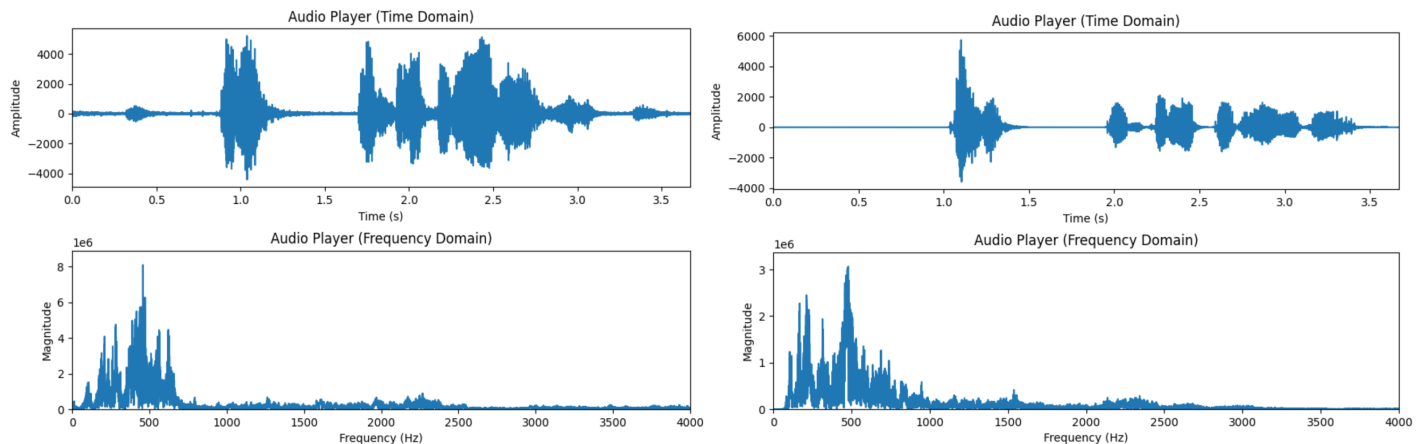 Audio Player (Time Domain)
Amplitude
4000
2000
0
−2000
−4000
0.0 0.5 1.0 1.5 2.0 2.5 3.0 3.5
Time (s)
Audio Player (Frequency Domain)
1e6
Magnitude
8
6
4
2
0
0 500 1000 1500 2000 2500 3000 3500 4000
Frequency (Hz)
Audio Player (Time Domain)
Amplitude
6000
4000
2000
0
−2000
−4000
0.0 0.5 1.0 1.5 2.0 2.5 3.0 3.5
Time (s)
Audio Player (Frequency Domain)
1e6
Magnitude
3
2
1
0
0 500 1000 1500 2000 2500 3000 3500 4000
Frequency (Hz)